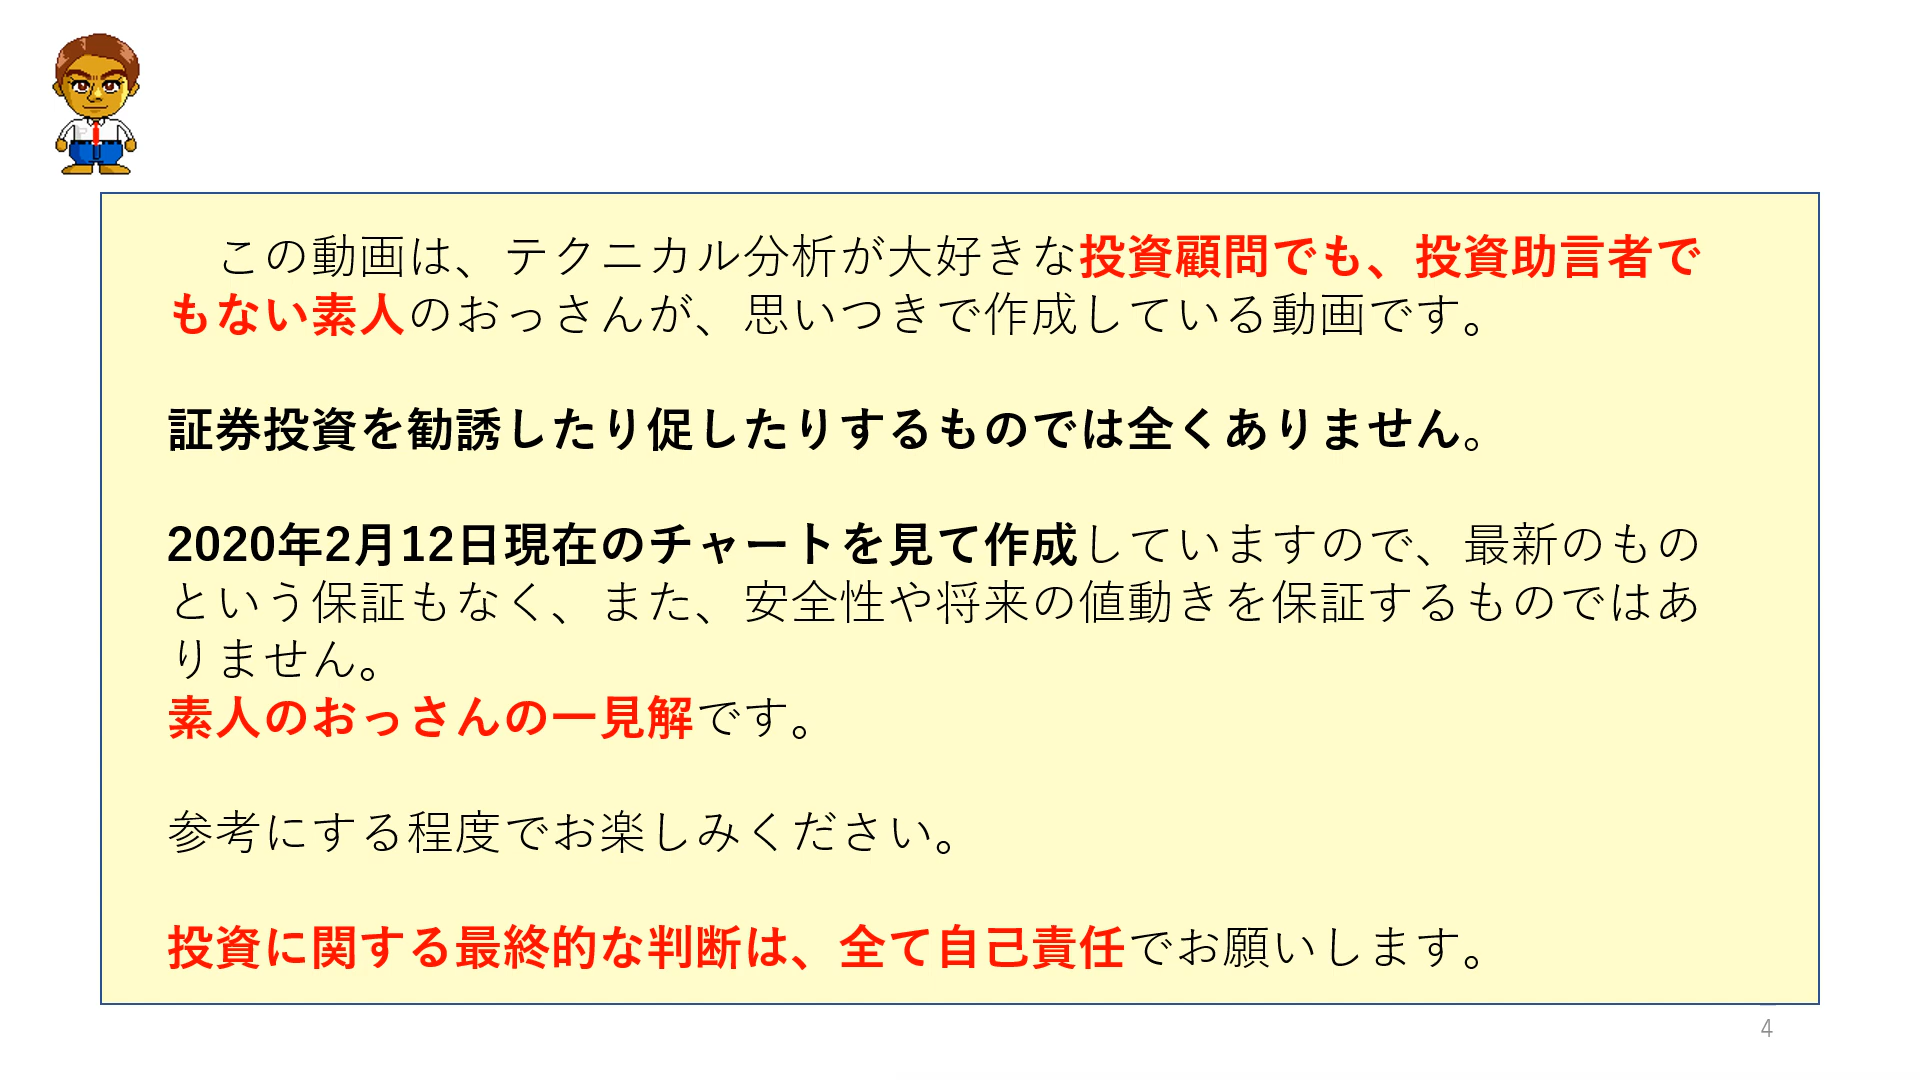 この動画は、テクニカル分析が大好きな投資顧問でも、投資助言者で
もない素人のおっさんが、思いつきで作成している動画です。
証券投資を勧誘したり促したりするものでは全くありません。
2020年2月12日現在のチャートを見て作成していますので、最新のもの
という保証もなく、また、安全性や将来の値動きを保証するものではあ
りません。
素人のおっさんの一見解です。
参考にする程度でお楽しみください。
投資に関する最終的な判断は、全て自己責任でお願いします。
4